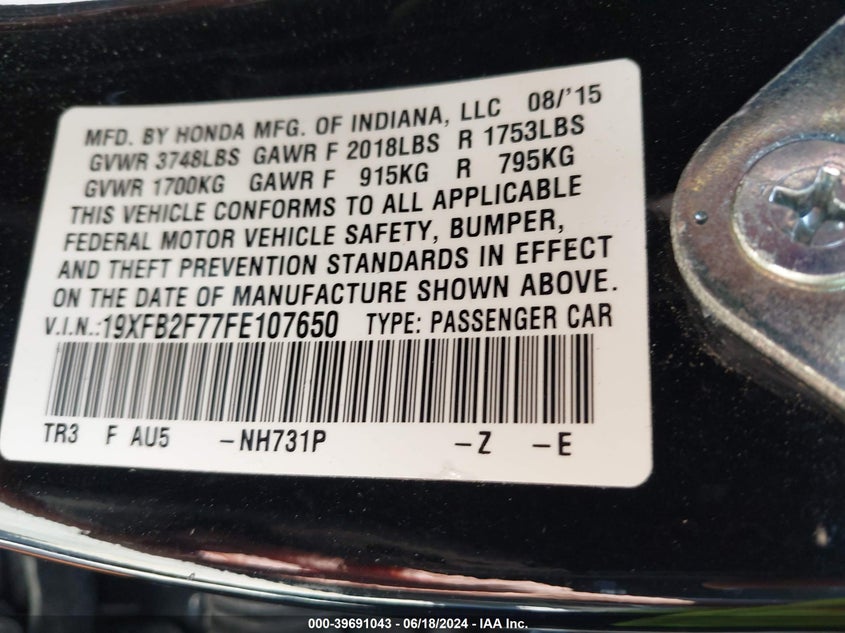 MFD. BY HONDA MFG. OF INDIANA, LLC 08/'15
GVWR 3748LBS GAWR F 2018LBS R 1753LBS
GVWR 1700KG GAWR F 915KG R 795KG
THIS VEHICLE CONFORMS TO ALL APPLICABLE
FEDERAL MOTOR VEHICLE SAFETY, BUMPER,
AND THEFT PREVENTION STANDARDS IN EFFECT
ON THE DATE OF MANUFACTURE SHOWN ABOVE.
V.I.N.:19XFB2F77FE107650 TYPE: PASSENGER CAR
TR3 F AU5 -NH731P -Z -E
000-39691043 - 06/18/2024 - IAA Inc.